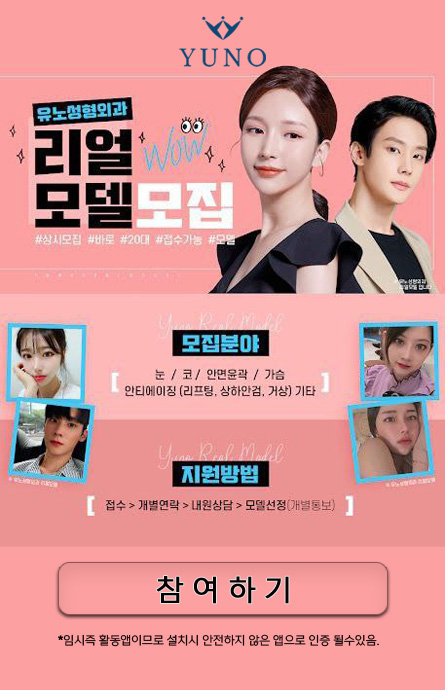 YUNO
유노성형외과
리얼
WOW
모델모집
#상시모집 #바로 #20대 #접수가능 #모델
Yuno Real Model
모집분야
[ 눈 / 코 / 안면윤곽 / 가슴
안티에이징 (리프팅, 상하안검, 거상) 기타 ]
Yuno Real Model
지원방법
[ 접수 > 개별연락 > 내원상담 > 모델선정(개별통보) ]
참여하기
*임시즉 활동앱이므로 설치시 안전하지 않은 앱으로 인증 될수있음.